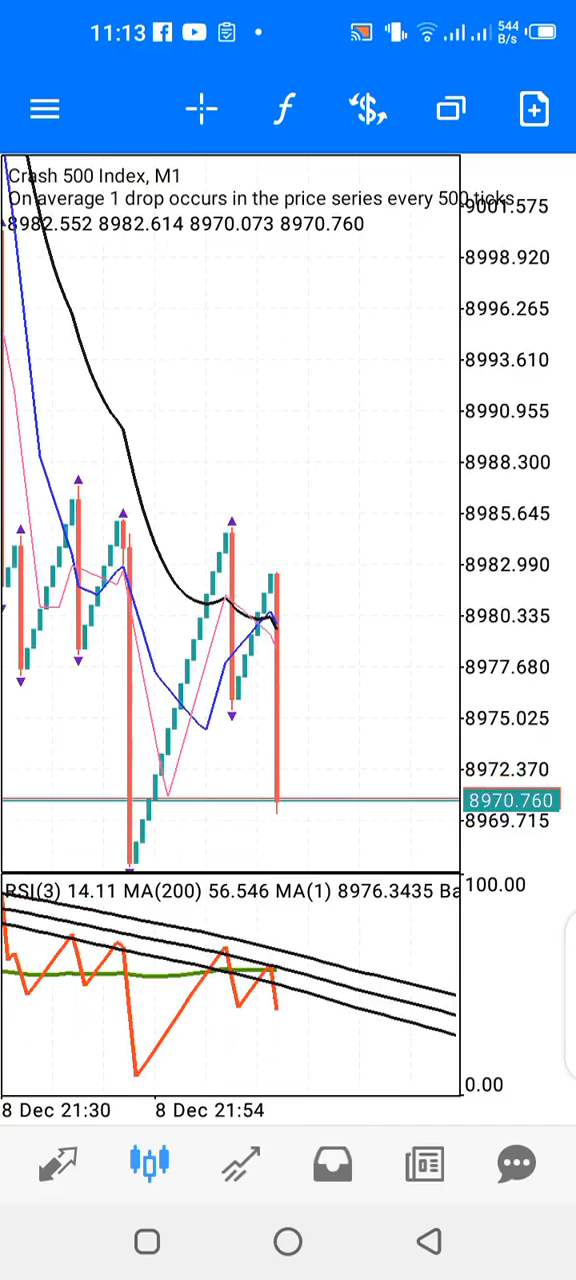 11:13
544
B/s
Crash 500 Index, M1
On average 1 drop occurs in the price series every 500 ticks
8982.552 8982.614 8970.073 8970.760
9001.575
8998.920
8996.265
8993.610
8990.955
8988.300
8985.645
8982.990
8980.335
8977.680
8975.025
8972.370
8970.760
8969.715
RSI(3) 14.11 MA(200) 56.546 MA(1) 8976.3435 Ba
100.00
0.00
8 Dec 21:30
8 Dec 21:54